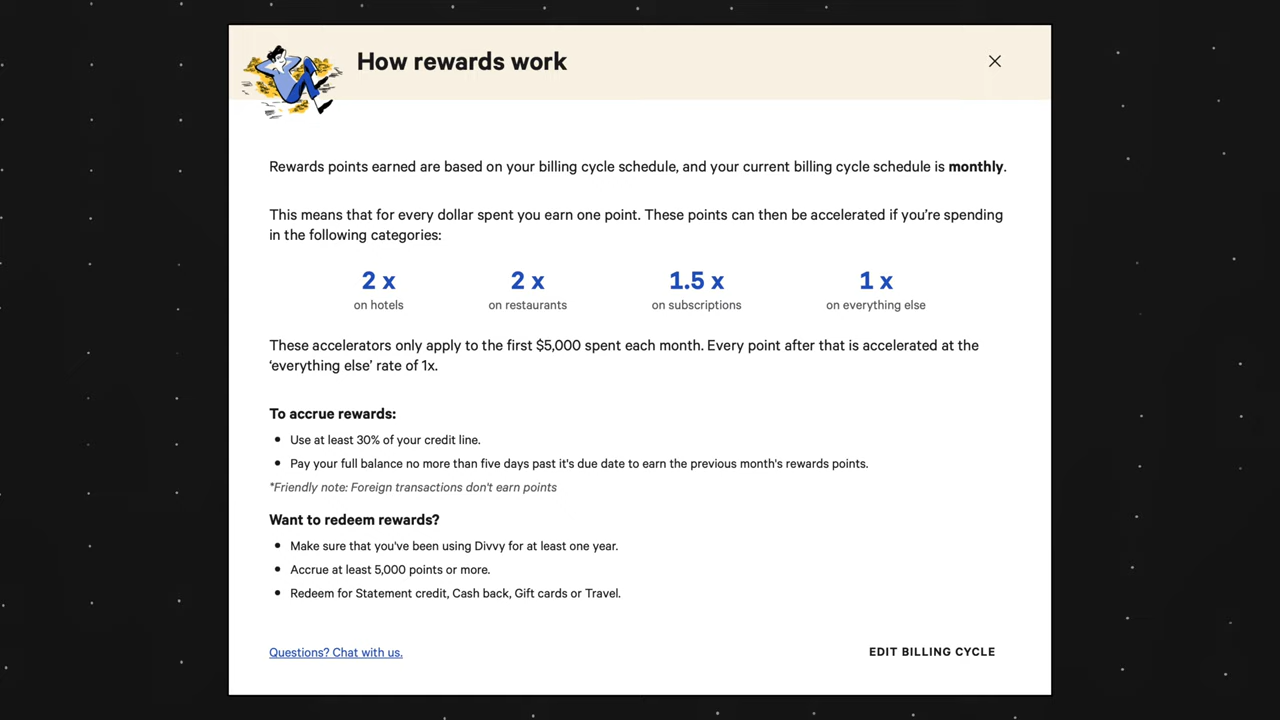 How rewards work
Rewards points earned are based on your billing cycle schedule, and your current billing cycle schedule is monthly.
This means that for every dollar spent you earn one point. These points can then be accelerated if you’re spending
in the following categories:
2 x
on hotels
2 x
on restaurants
1.5 x
on subscriptions
1 x
on everything else
These accelerators only apply to the first $5,000 spent each month. Every point after that is accelerated at the
‘everything else’ rate of 1x.
To accrue rewards:
• Use at least 30% of your credit line.
• Pay your full balance no more than five days past it's due date to earn the previous month's rewards points.
*Friendly note: Foreign transactions don't earn points
Want to redeem rewards?
• Make sure that you've been using Divvy for at least one year.
• Accrue at least 5,000 points or more.
• Redeem for Statement credit, Cash back, Gift cards or Travel.
Questions? Chat with us.
EDIT BILLING CYCLE